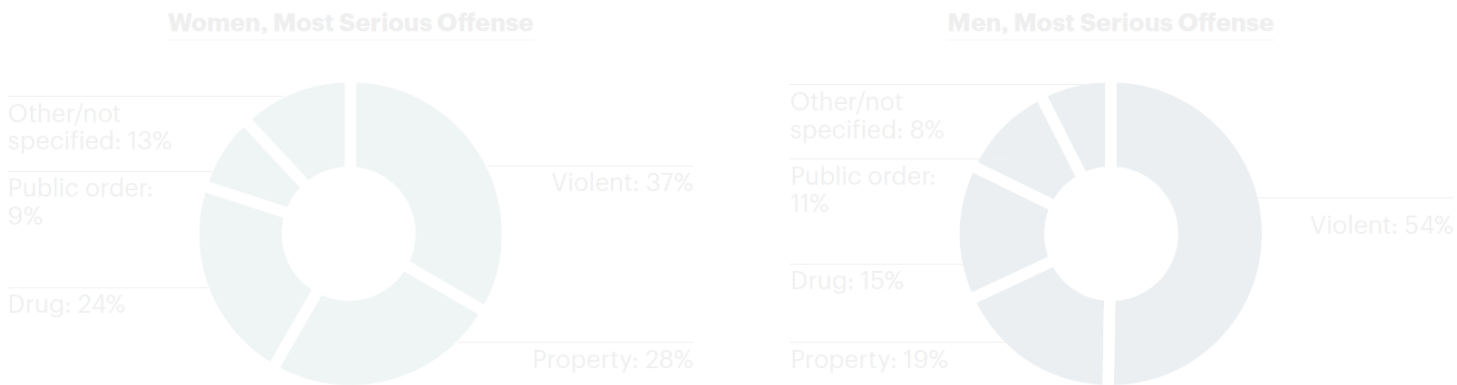 Women, Most Serious Offense
Other/not
specified: 13%
Public order:
9%
Drug: 24%
Violent: 37%
Property: 28%
Men, Most Serious Offense
Other/not
specified: 8%
Public order:
11%
Drug: 15%
Property: 19%
Violent: 54%